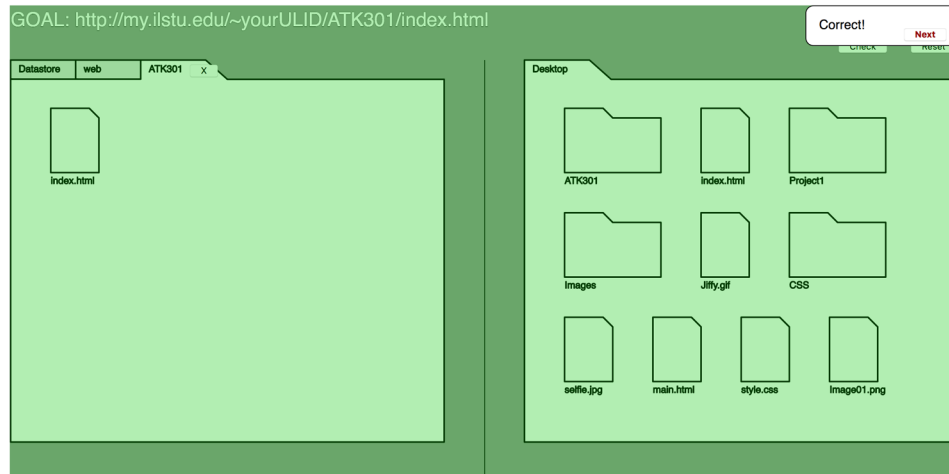 GOAL: http://my.ilstu.edu/~yourULID/ATK301/index.html
Correct!
Next
Check
Reset
Datastore web ATK301 X
Desktop
index.html
ATK301 index.html Project1
Images Jiffy.gif CSS
selfie.jpg main.html style.css Image01.png